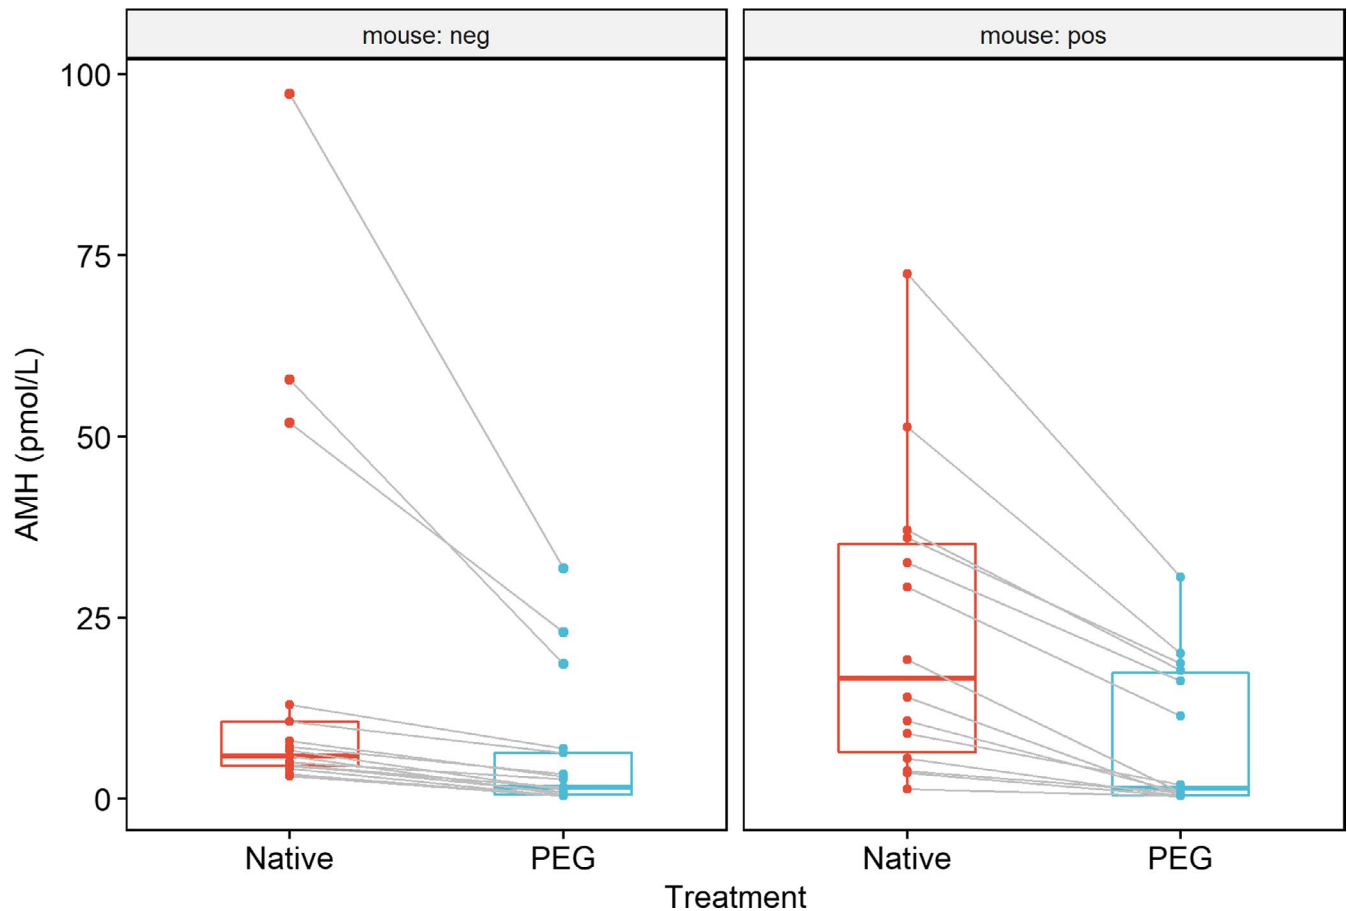 mouse: neg
mouse: pos
AMH (pmol/L)
100
75
50
25
0
Native
PEG
Native
PEG
Treatment